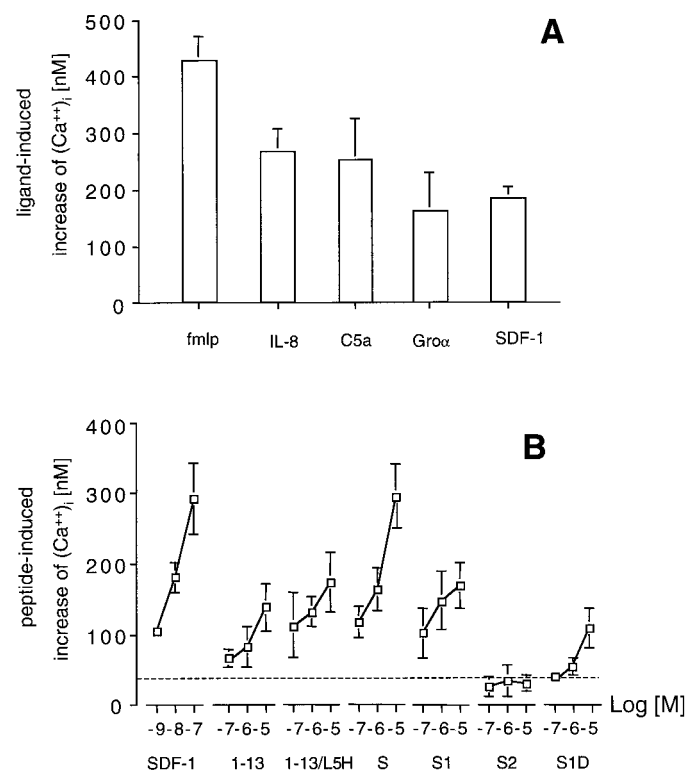 A
ligand-induced
increase of (Ca++)i [nM]
500
400
300
200
100
0
fmlp IL-8 C5a Groα SDF-1
B
peptide-induced
increase of (Ca++)i [nM]
400
300
200
100
0
Log [M]
-9-8-7 -7-6-5 -7-6-5 -7-6-5 -7-6-5 -7-6-5 -7-6-5
SDF-1 1-13 1-13/L5H S S1 S2 S1D